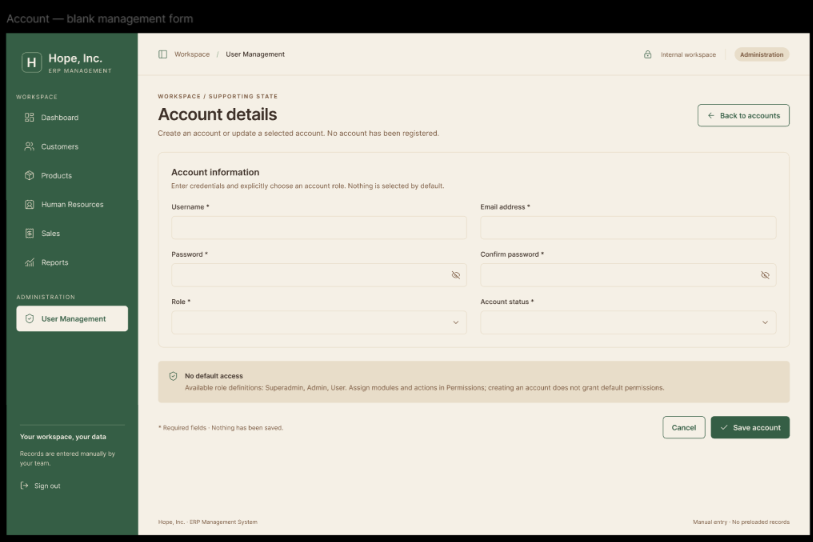 Account — blank management form
H
Hope, Inc.
ERP MANAGEMENT
WORKSPACE
Dashboard
Customers
Products
Human Resources
Sales
Reports
ADMINISTRATION
User Management
Your workspace, your data
Records are entered manually by
your team.
Sign out
Workspace / User Management
Internal workspace
Administration
WORKSPACE / SUPPORTING STATE
Account details
Create an account or update a selected account. No account has been registered.
Back to accounts
Account information
Enter credentials and explicitly choose an account role. Nothing is selected by default.
Username *
Email address *
Password *
Confirm password *
Role *
Account status *
No default access
Available role definitions: Superadmin, Admin, User. Assign modules and actions in Permissions; creating an account does not grant default permissions.
* Required fields · Nothing has been saved.
Cancel
Save account
Hope, Inc. · ERP Management System
Manual entry · No preloaded records